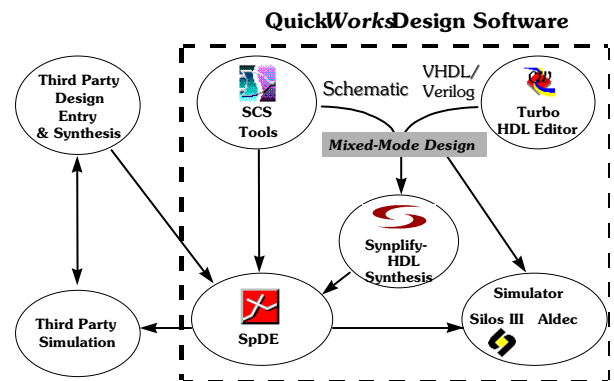 QuickWorks Design Software
Third Party
Design
Entry
& Synthesis
SCS
Tools
Schematic
VHDL/
Verilog
QW
Turbo
HDL Editor
Mixed-Mode Design
Synplify-
HDL
Synthesis
Third Party
Simulation
SpDE
Simulator
Silos III Aldec